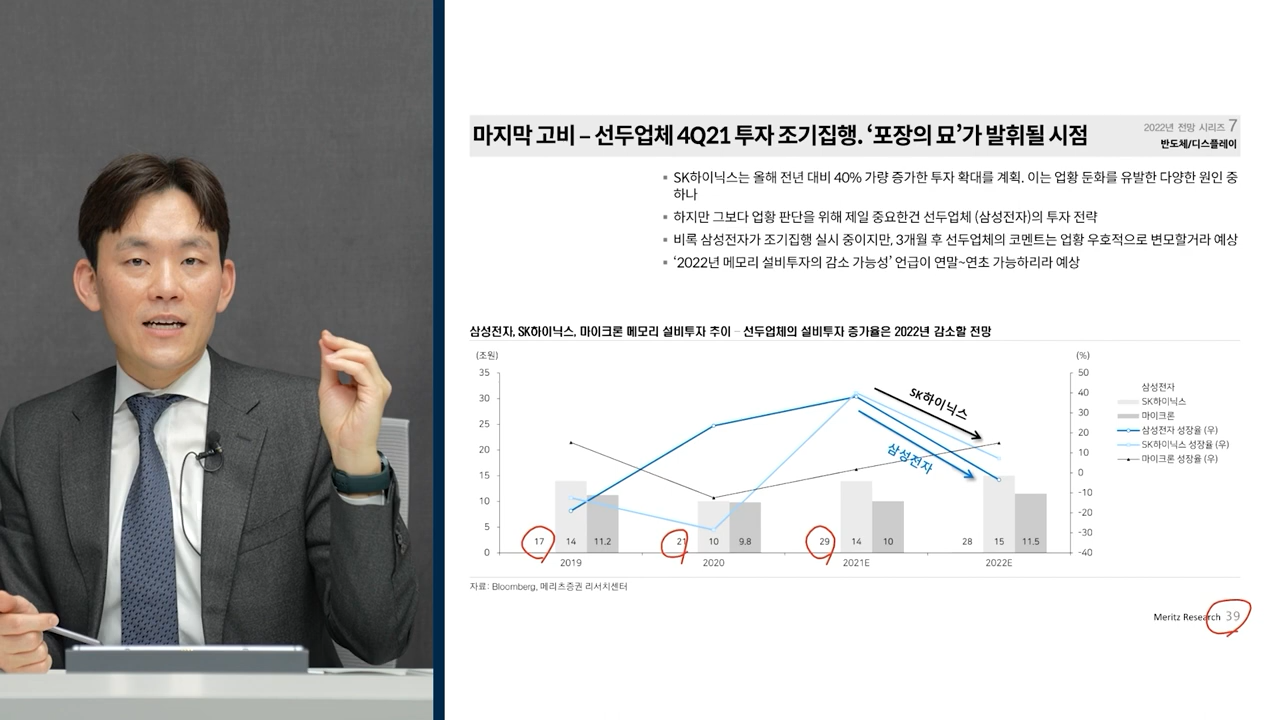 마지막 고비 – 선두업체 4Q21 투자 조기집행. ‘포장의 묘’가 발휘될 시점
2022년 전망 시리즈 7
반도체/디스플레이
▪ SK하이닉스는 올해 전년 대비 40% 가량 증가한 투자 확대를 계획. 이는 업황 둔화를 유발한 다양한 원인 중
하나
▪ 하지만 그보다 업황 판단을 위해 제일 중요한건 선두업체 (삼성전자)의 투자 전략
▪ 비록 삼성전자가 조기집행 실시 중이지만, 3개월 후 선두업체의 코멘트는 업황 우호적으로 변모할거라 예상
▪ ‘2022년 메모리 설비투자의 감소 가능성’ 언급이 연말~연초 가능하리라 예상
삼성전자, SK하이닉스, 마이크론 메모리 설비투자 추이 – 선두업체의 설비투자 증가율은 2022년 감소할 전망
(조원)
(%)
35
30
25
20
15
10
5
0
50
40
30
20
10
0
-10
-20
-30
-40
SK하이닉스
삼성전자
17 14 11.2 21 10 9.8 29 14 10 28 15 11.5
2019 2020 2021E 2022E
삼성전자
SK하이닉스
마이크론
삼성전자 성장율 (우)
SK하이닉스 성장율 (우)
마이크론 성장율 (우)
자료: Bloomberg, 메리츠증권 리서치센터
Meritz Research 39